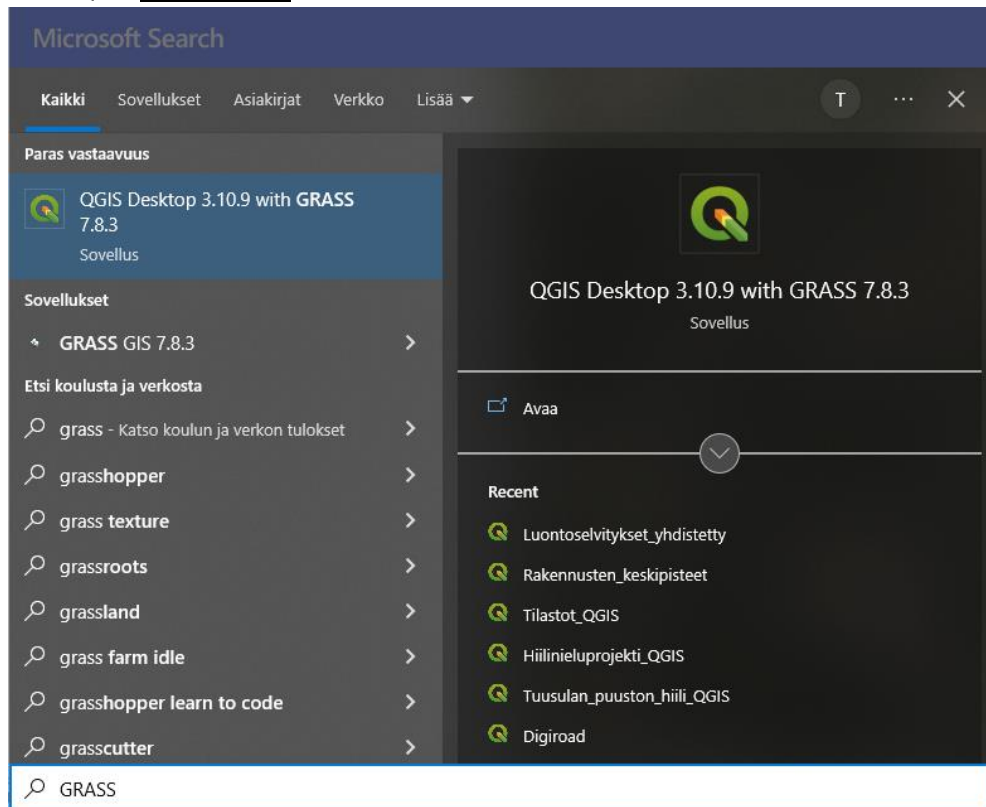 Microsoft Search
Kaikki Sovellukset Asiakirjat Verkko Lisää T ...
Paras vastaavuus
QGIS Desktop 3.10.9 with GRASS
7.8.3
Sovellus
Sovellukset
GRASS GIS 7.8.3
Etsi koulusta ja verkosta
grass - Katso koulun ja verkon tulokset
grasshopper
grass texture
grassroots
grassland
grass farm idle
grasshopper learn to code
grasscutter
QGIS Desktop 3.10.9 with GRASS 7.8.3
Sovellus
Avaa
Recent
Luontoselvitykset_yhdistetty
Rakennusten_keskipisteet
Tilastot_QGIS
Hiilinieluprojekti_QGIS
Tuusulan_puuston_hiili_QGIS
Digiroad
GRASS